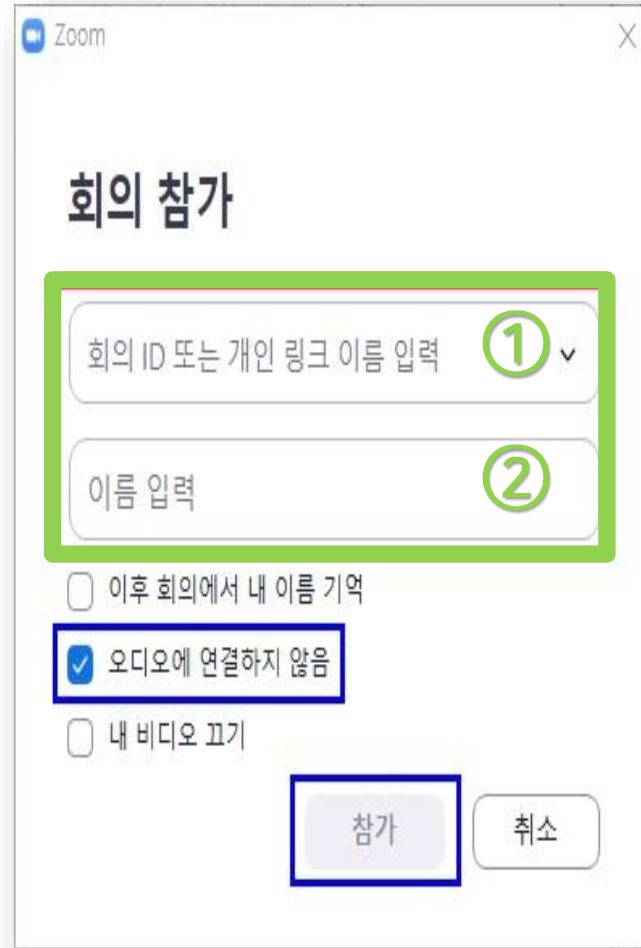 Zoom
회의 참가
회의 ID 또는 개인 링크 이름 입력 ①
이름 입력 ②
이후 회의에서 내 이름 기억
오디오에 연결하지 않음
내 비디오 끄기
참가 취소